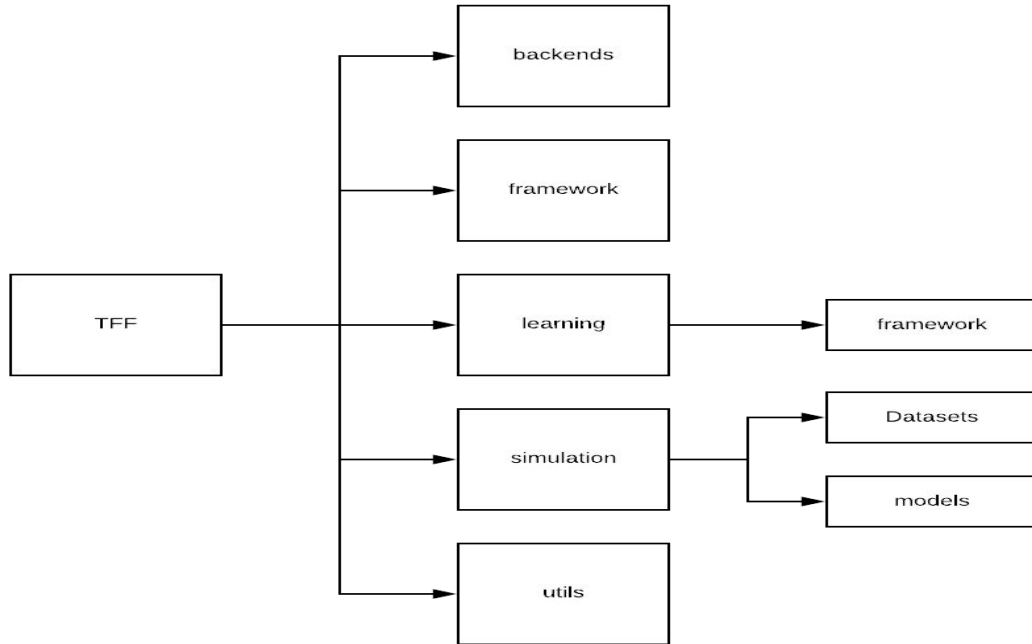 backends
framework
TFF
learning
framework
simulation
Datasets
models
utils